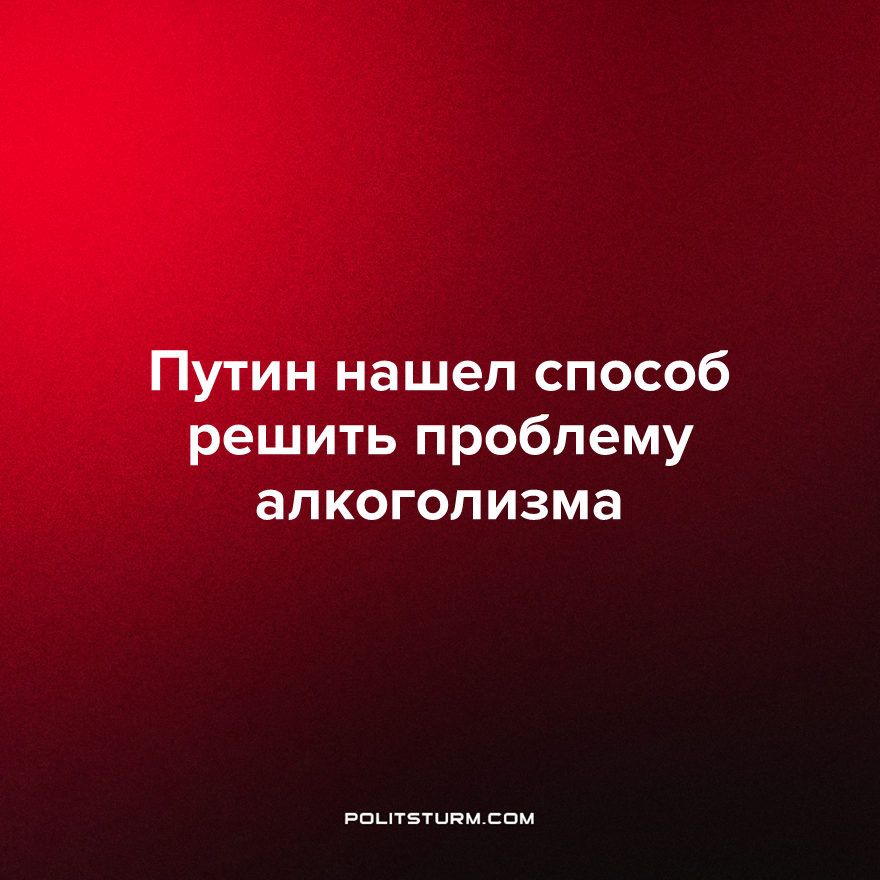 Путин нашел способ
решить проблему
алкоголизма
POLITSTURM.COM